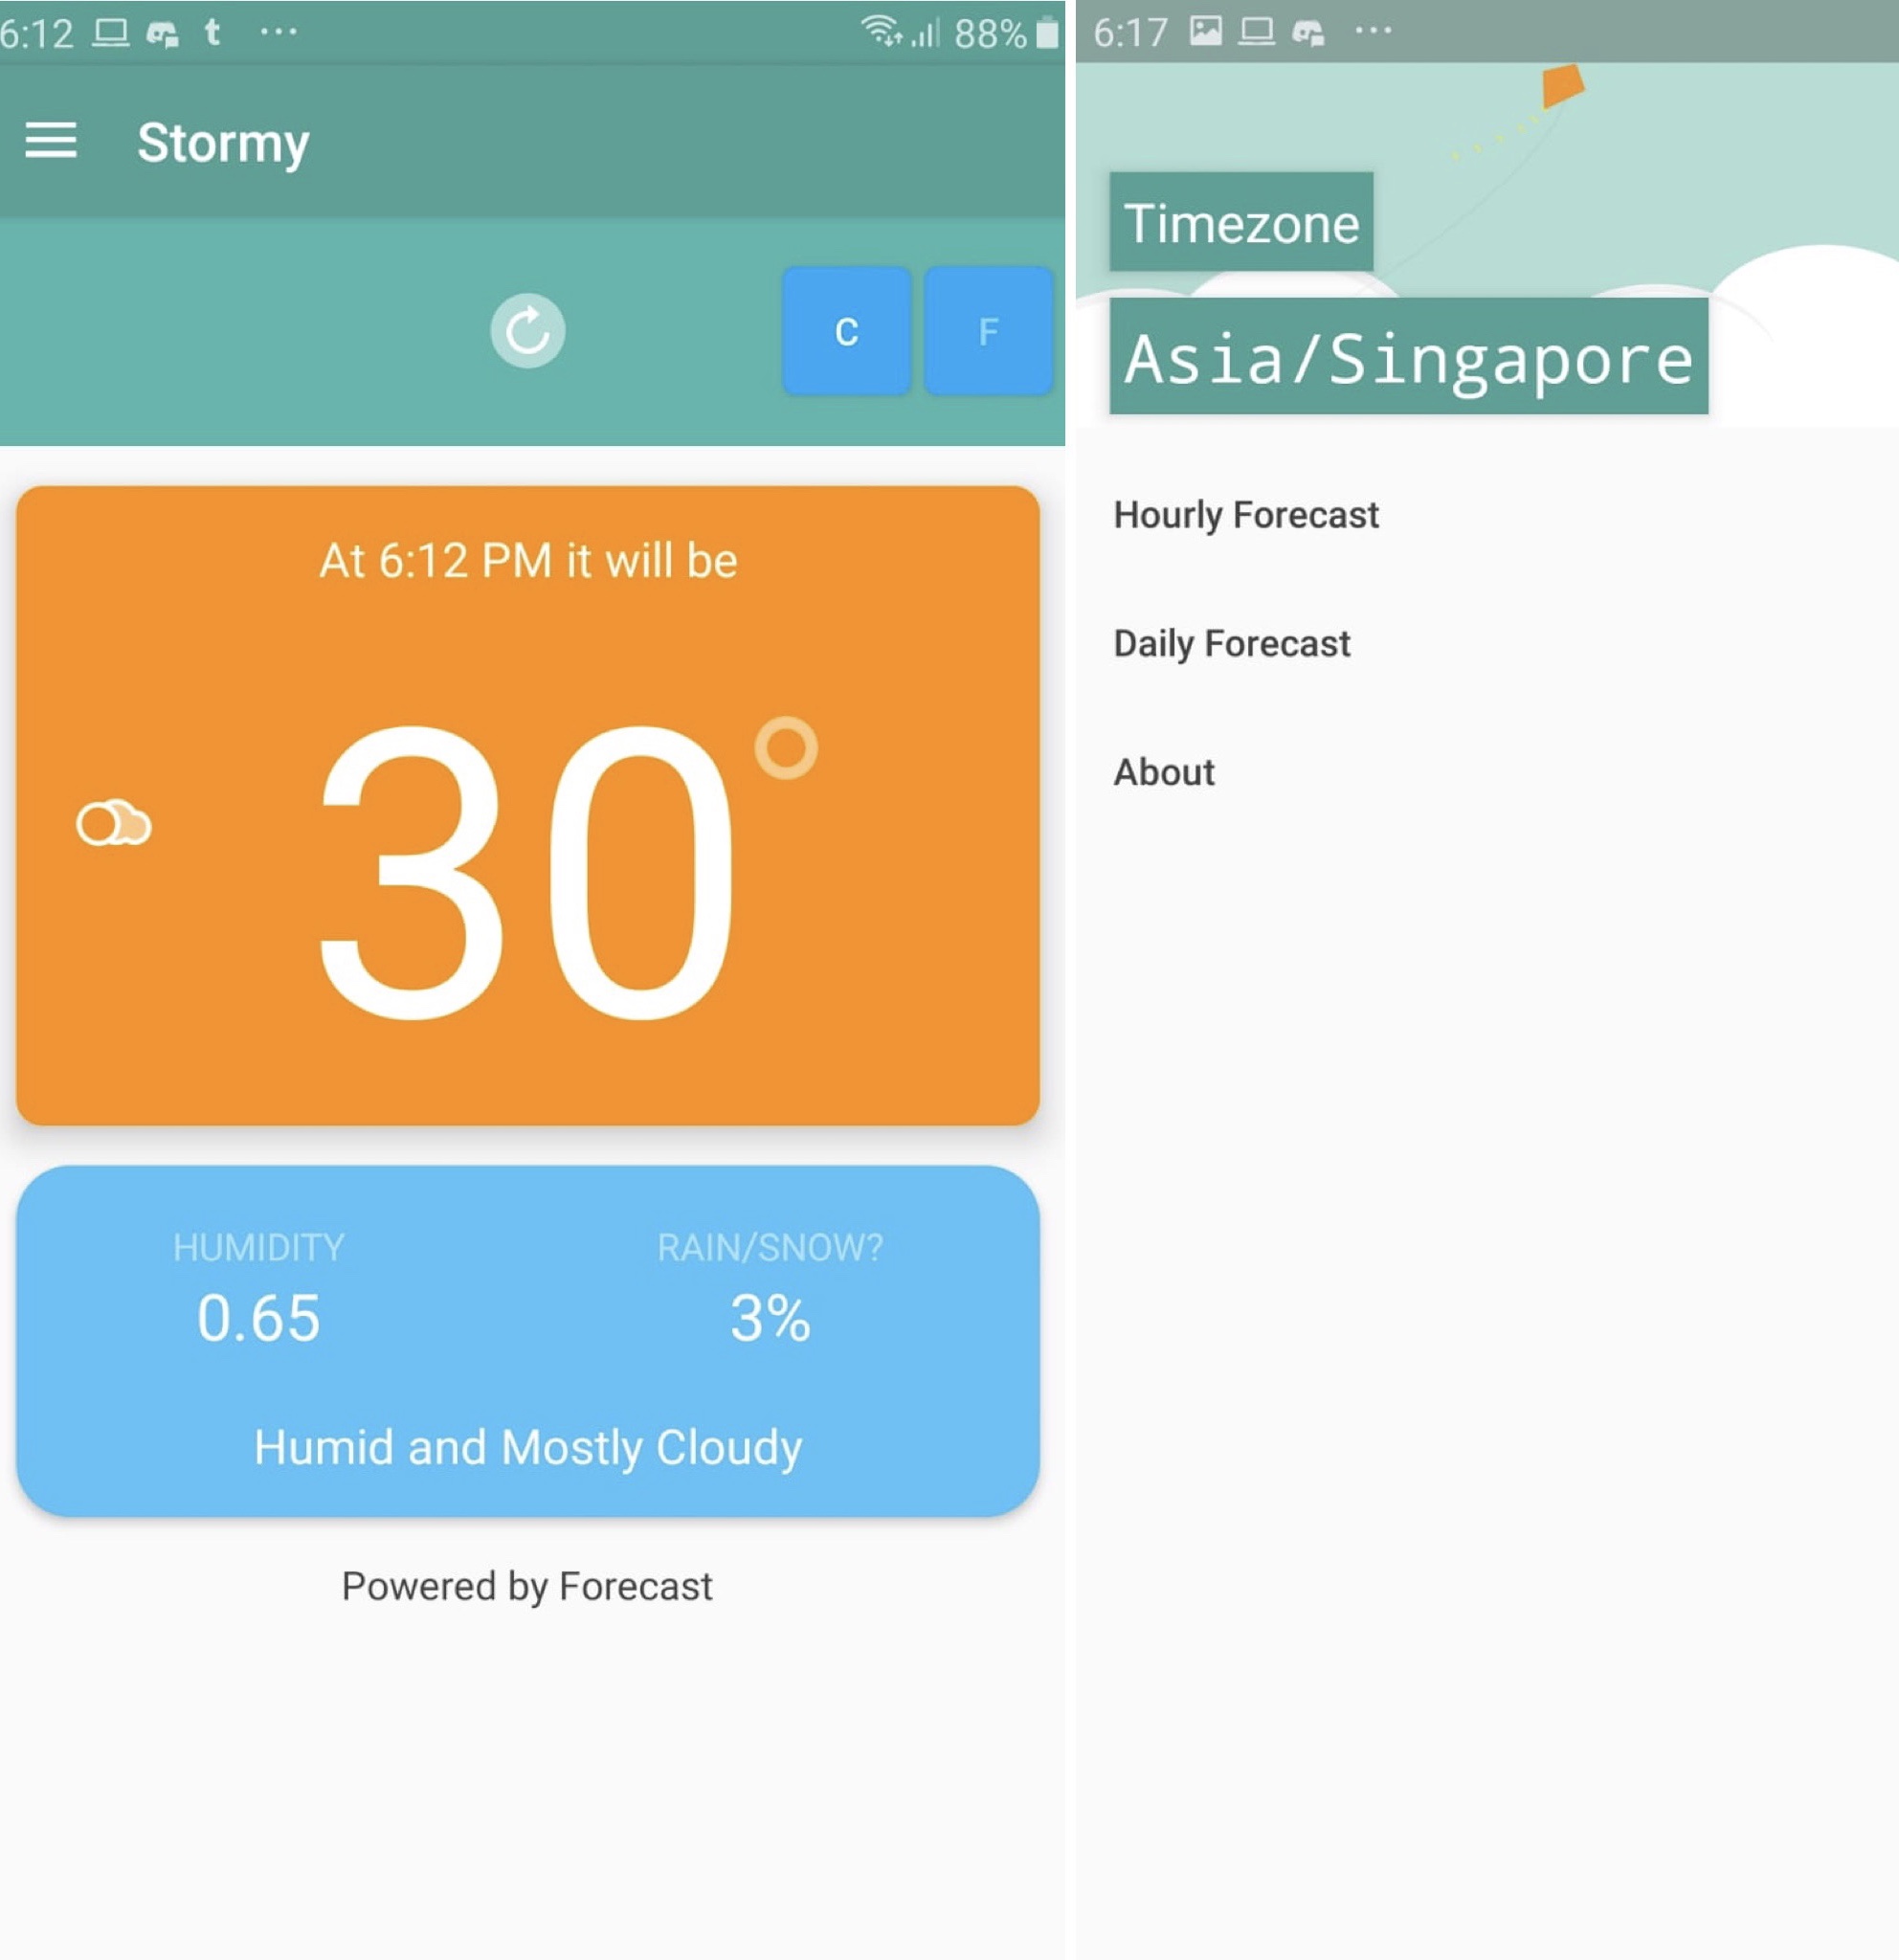 6:12 t ... 88%
Stormy
C F
At 6:12 PM it will be
30°
HUMIDITY RAIN/SNOW?
0.65 3%
Humid and Mostly Cloudy
Powered by Forecast
6:17 ...
Timezone
Asia/Singapore
Hourly Forecast
Daily Forecast
About